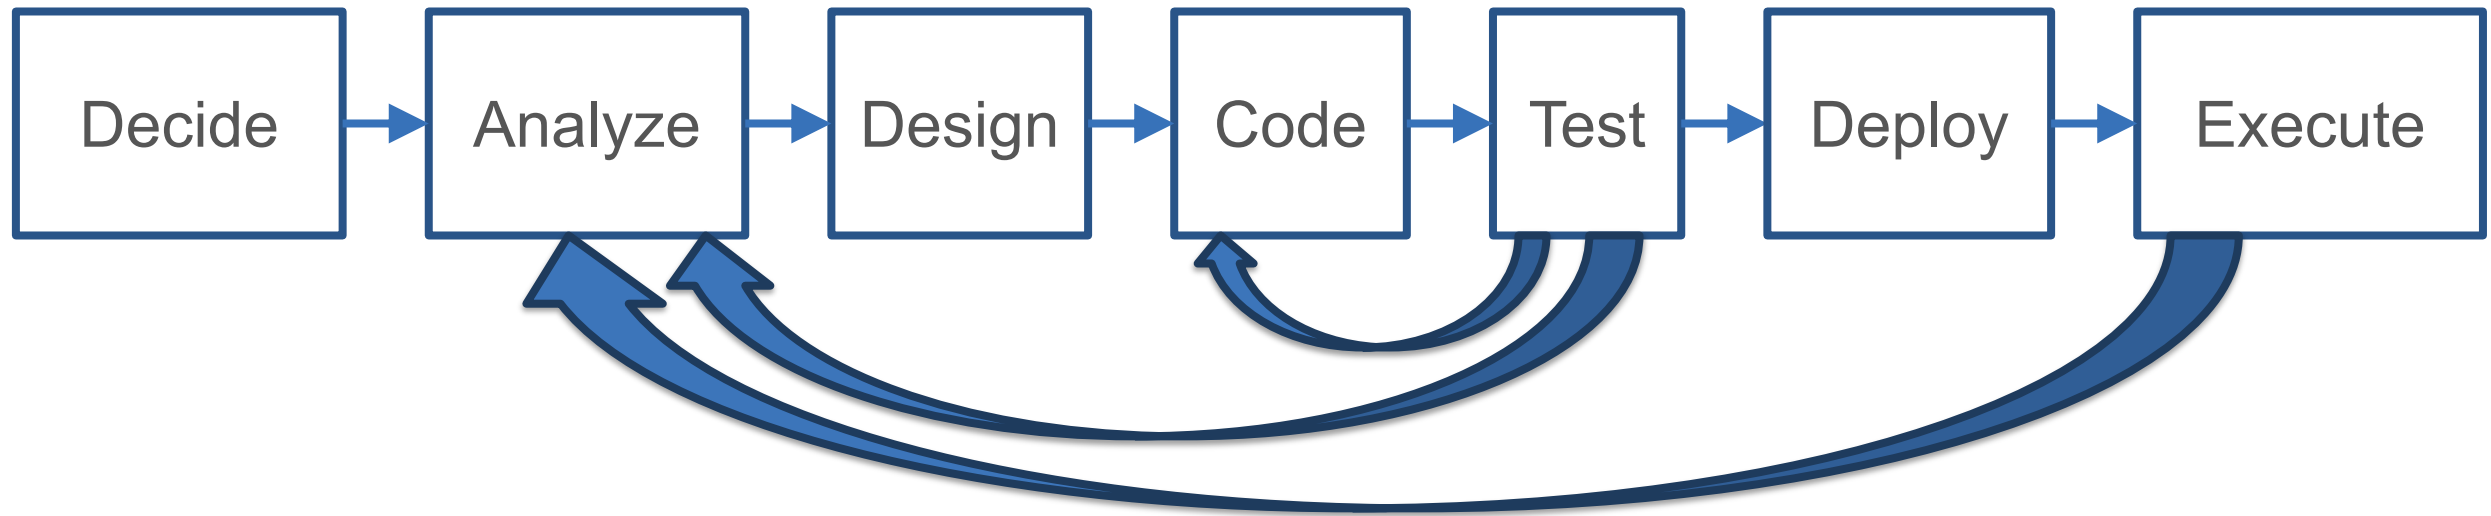 Decide
Analyze
Design
Code
Test
Deploy
Execute